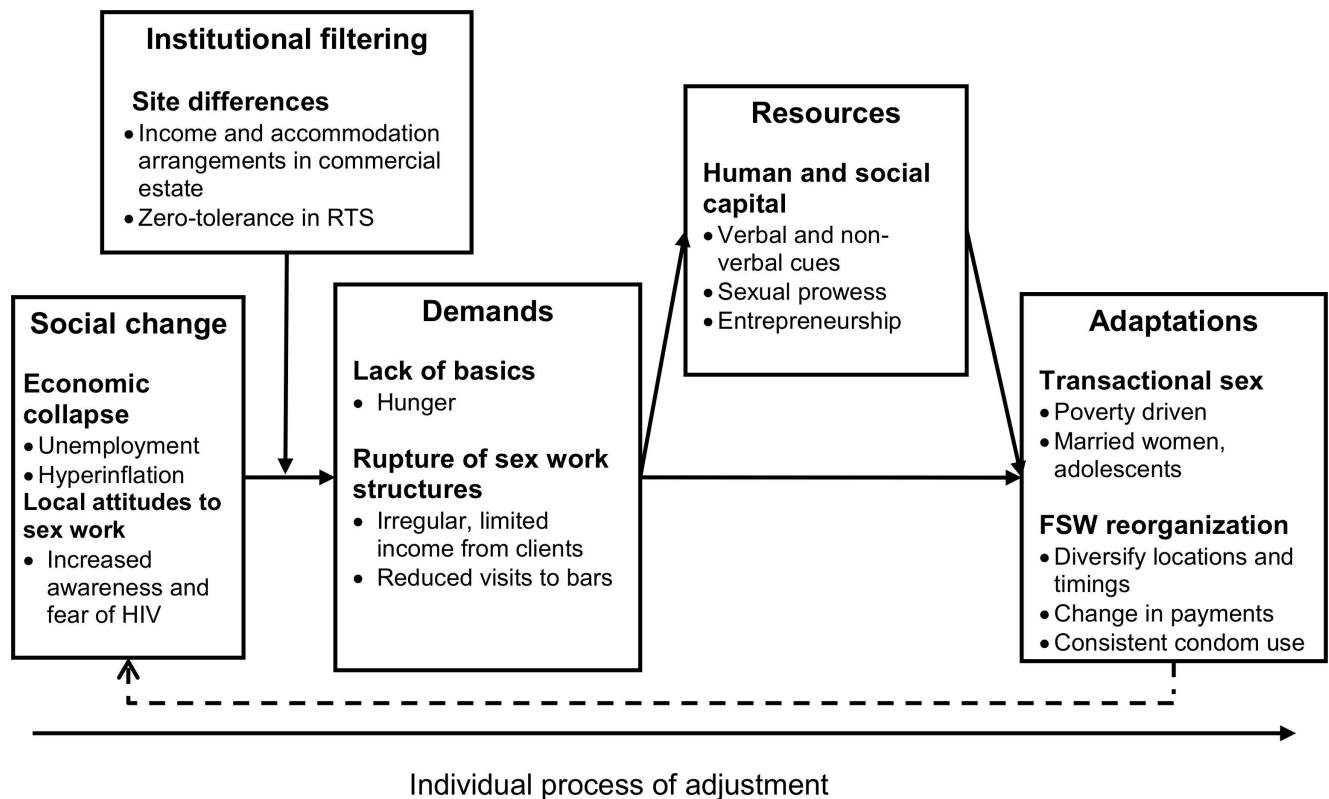 Institutional filtering
Site differences
• Income and accommodation
arrangements in commercial
estate
• Zero-tolerance in RTS
Social change
Economic
collapse
• Unemployment
• Hyperinflation
Local attitudes to
sex work
• Increased
awareness and
fear of HIV
Demands
Lack of basics
• Hunger
Rupture of sex work
structures
• Irregular, limited
income from clients
• Reduced visits to bars
Resources
Human and social
capital
• Verbal and non-
verbal cues
• Sexual prowess
• Entrepreneurship
Adaptations
Transactional sex
• Poverty driven
• Married women,
adolescents
FSW reorganization
• Diversify locations and
timings
• Change in payments
• Consistent condom use
Individual process of adjustment